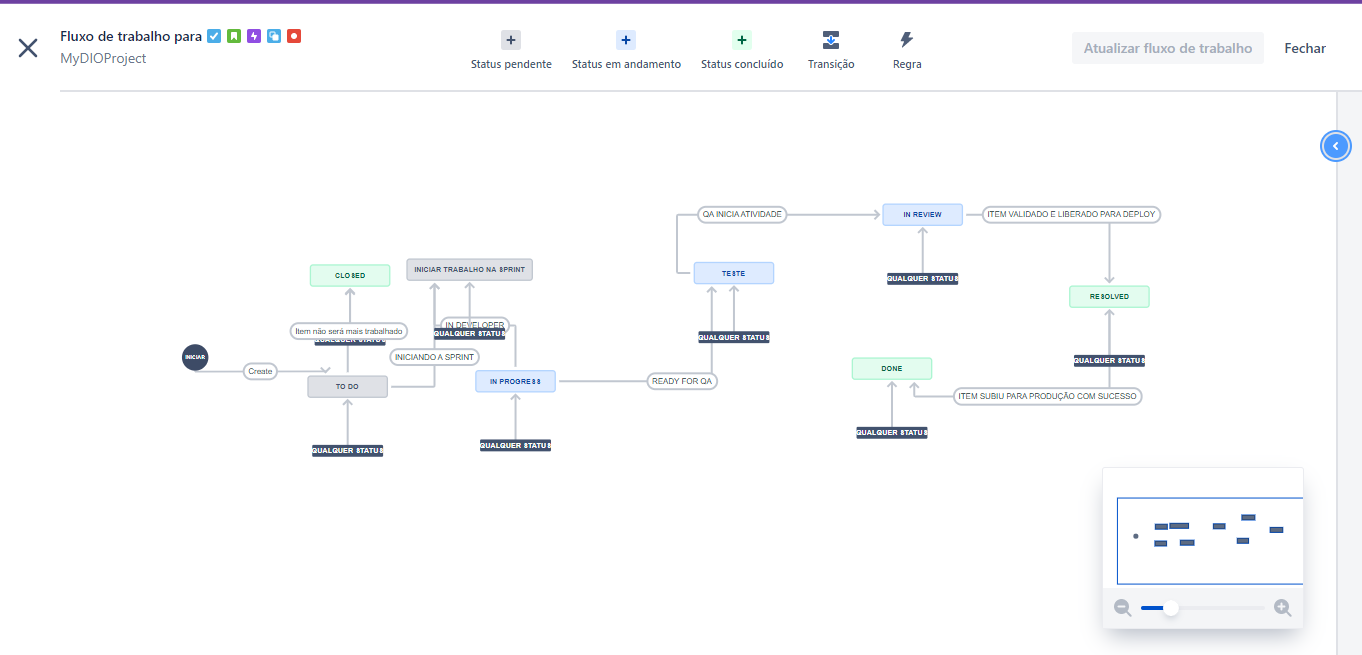 Fluxo de trabalho para
MyDIOProject
Status pendente
Status em andamento
Status concluído
Transição
Regra
Atualizar fluxo de trabalho
Fechar
QA INICIA ATIVIDADE
IN REVIEW
ITEM VALIDADO E LIBERADO PARA DEPLOY
CLOSED
INICIAR TRABALHO NA SPRINT
TESTE
QUALQUER STATUS
RESOLVED
Item não será mais trabalhado
QUALQUER STATUS
IN DEVELOPER
QUALQUER STATUS
QUALQUER STATUS
INICIAR
INICIANDO A SPRINT
QUALQUER STATUS
Create
DONE
TO DO
IN PROGRESS
READY FOR QA
ITEM SUBIU PARA PRODUÇÃO COM SUCESSO
QUALQUER STATUS
QUALQUER STATUS
QUALQUER STATUS